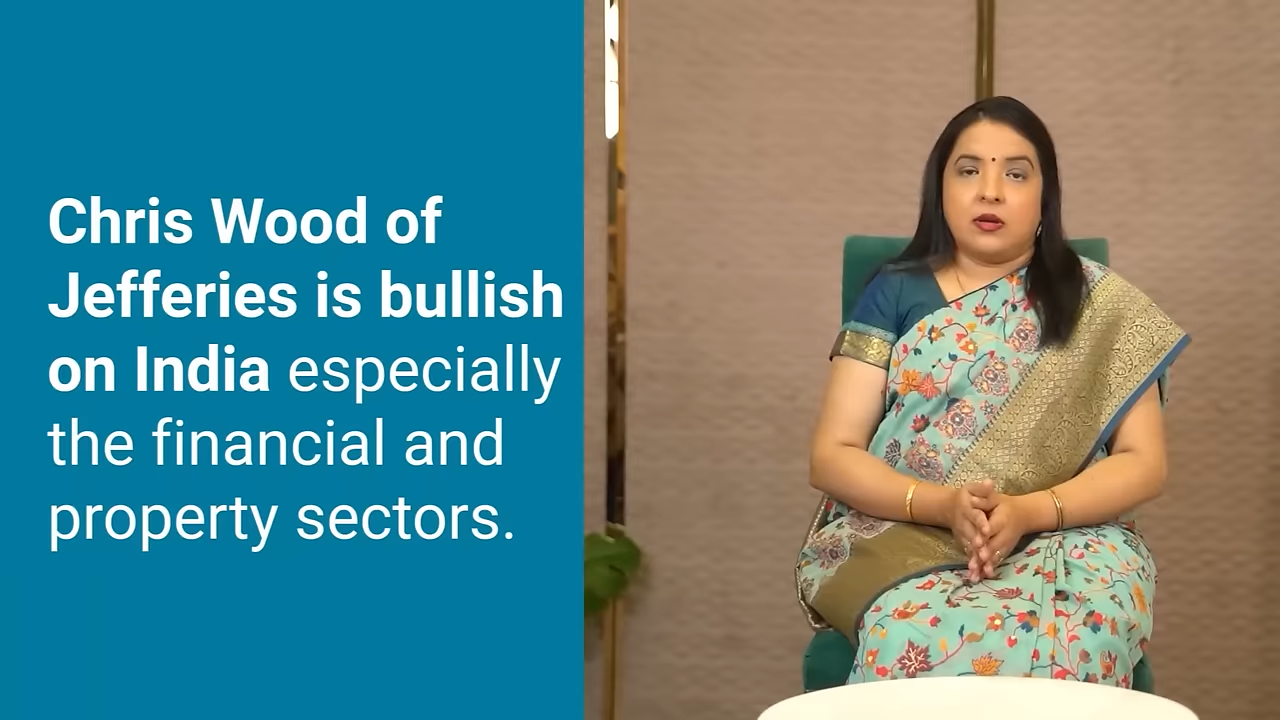 Chris Wood of
Jefferies is bullish
on India especially
the financial and
property sectors.